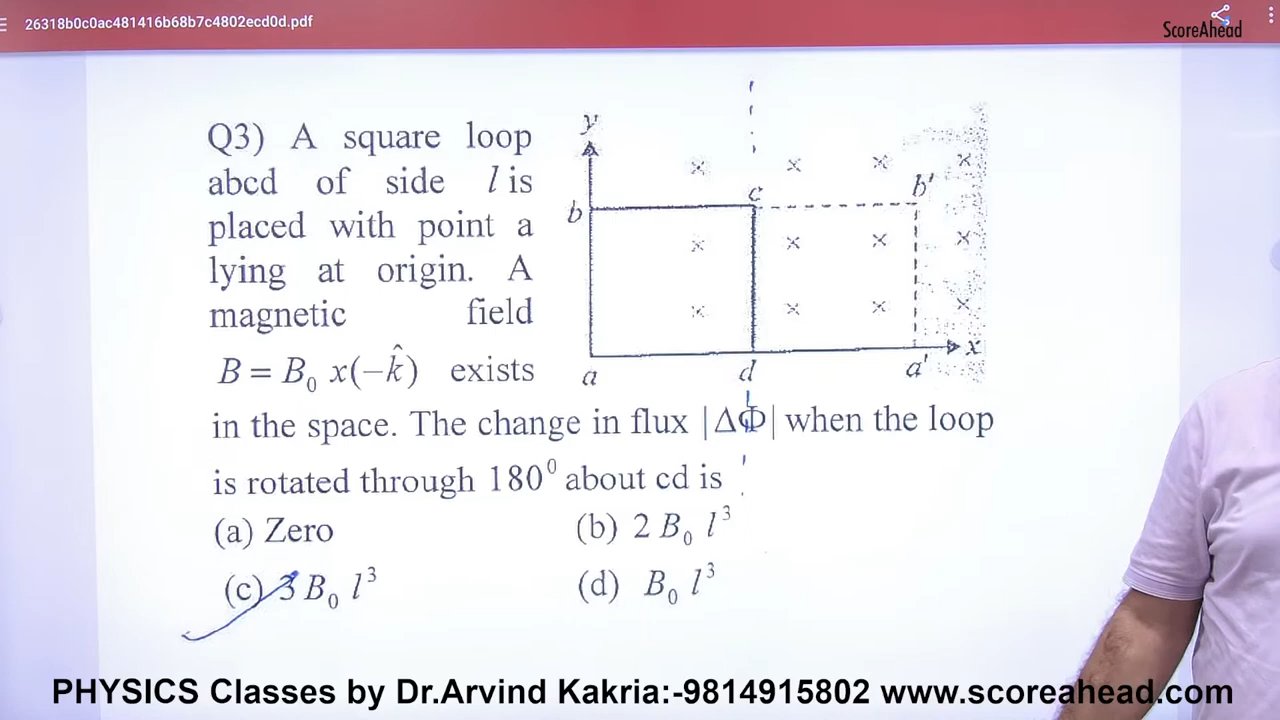 26318b0c0ac481416b68b7c4802ecd0d.pdf
ScoreAhead
Q3) A square loop
abcd of side l is
placed with point a
lying at origin. A
magnetic field
B = B₀ x(−k̂) exists
in the space. The change in flux |ΔΦ| when the loop
is rotated through 180⁰ about cd is
(a) Zero
(b) 2 B₀ l³
(c) 3 B₀ l³
(d) B₀ l³
y
b
c
b'
a
d
a'
x
PHYSICS Classes by Dr.Arvind Kakria:-9814915802 www.scoreahead.com